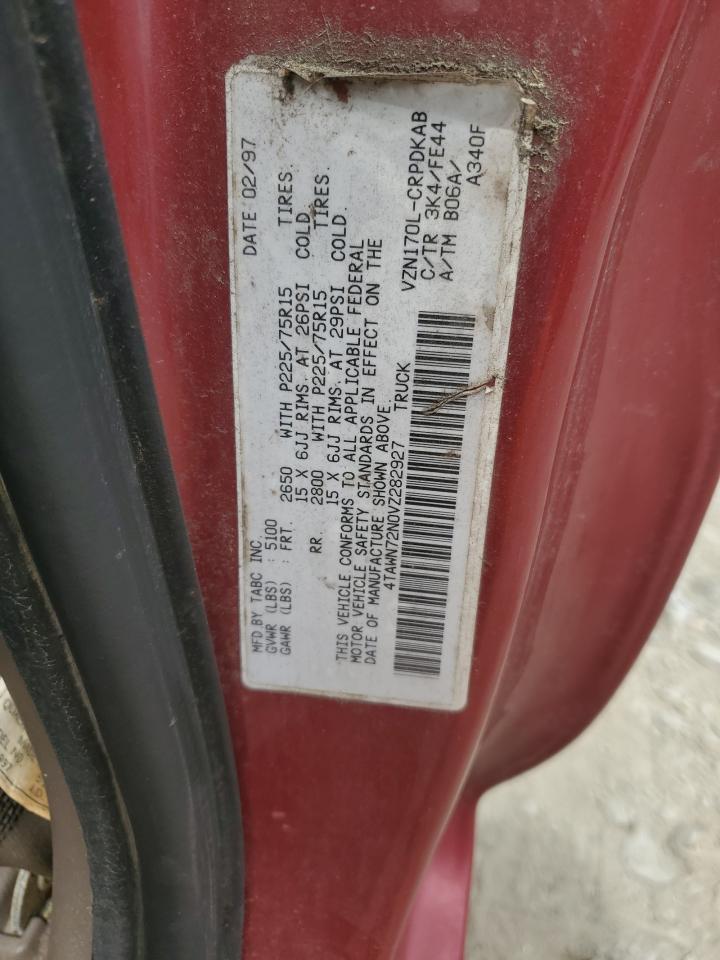 MFD BY TABC INC. DATE 02/97
GVWR (LBS) : 5100
GAWR (LBS) : FRT. 2650 WITH P225/75R15 TIRES.
15 X 6JJ RIMS. AT 26PSI COLD.
RR. 2800 WITH P225/75R15 TIRES.
15 X 6JJ RIMS. AT 29PSI COLD.
THIS VEHICLE CONFORMS TO ALL APPLICABLE FEDERAL
MOTOR VEHICLE SAFETY STANDARDS IN EFFECT ON THE
DATE OF MANUFACTURE SHOWN ABOVE.
4TAWN72N0VZ282927 TRUCK
VZN170L-CRPDKAB
C/TR 3K4/FE44
A/TM B06A/
A340F